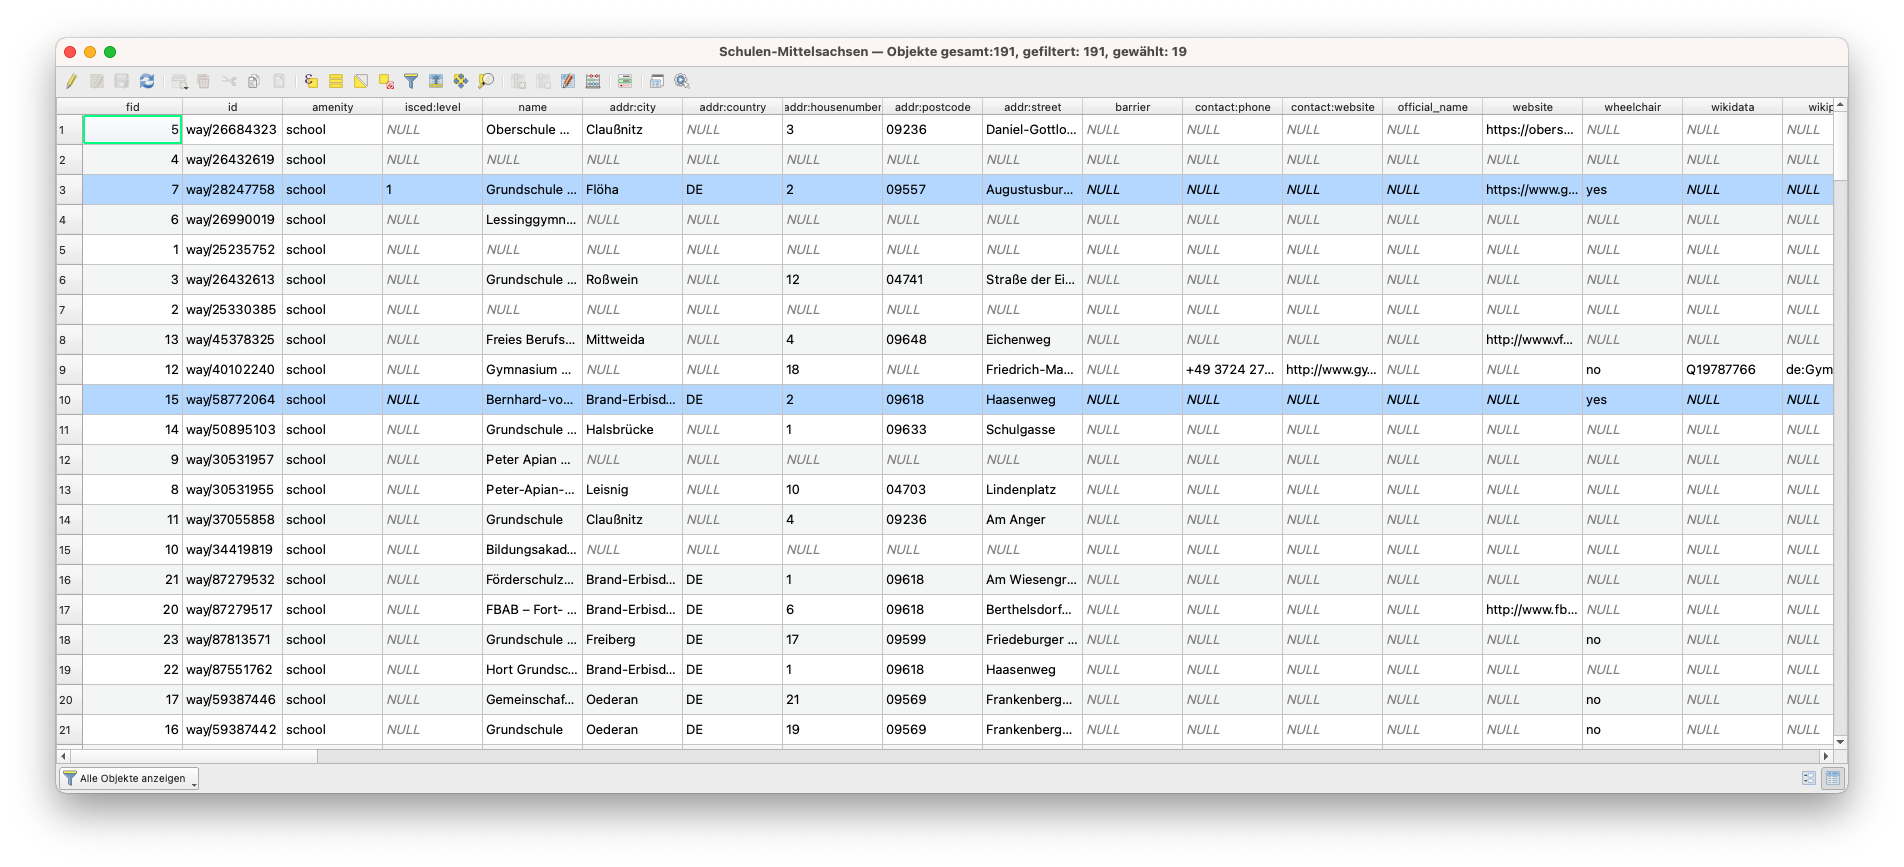 Schulen-Mittelsachsen — Objekte gesamt:191, gefiltert: 191, gewählt: 19
fid id amenity isced:level name addr:city addr:country addr:housenumber addr:postcode addr:street barrier contact:phone contact:website official_name website wheelchair wikidata wikip
1 5 way/26684323 school NULL Oberschule ... Claußnitz NULL 3 09236 Daniel-Gottlo... NULL NULL NULL NULL https://obers... NULL NULL NULL
2 4 way/26432619 school NULL NULL NULL NULL NULL NULL NULL NULL NULL NULL NULL NULL NULL NULL NULL
3 7 way/28247758 school 1 Grundschule ... Flöha DE 2 09557 Augustusbur... NULL NULL NULL NULL https://www.g... yes NULL NULL
4 6 way/26990019 school NULL Lessinggymn... NULL NULL NULL NULL NULL NULL NULL NULL NULL NULL NULL NULL NULL
5 1 way/25235752 school NULL NULL NULL NULL NULL NULL NULL NULL NULL NULL NULL NULL NULL NULL NULL
6 3 way/26432613 school NULL Grundschule ... Roßwein NULL 12 04741 Straße der Ei... NULL NULL NULL NULL NULL NULL NULL NULL
7 2 way/25330385 school NULL NULL NULL NULL NULL NULL NULL NULL NULL NULL NULL NULL NULL NULL NULL
8 13 way/45378325 school NULL Freies Berufs... Mittweida NULL 4 09648 Eichenweg NULL NULL NULL NULL http://www.vf... NULL NULL NULL
9 12 way/40102240 school NULL Gymnasium ... NULL NULL 18 NULL Friedrich-Ma... NULL +49 3724 27... http://www.gy... NULL NULL no Q19787766 de:Gym
10 15 way/58772064 school NULL Bernhard-vo... Brand-Erbisd... DE 2 09618 Haasenweg NULL NULL NULL NULL NULL yes NULL NULL
11 14 way/50895103 school NULL Grundschule ... Halsbrücke NULL 1 09633 Schulgasse NULL NULL NULL NULL NULL NULL NULL NULL
12 9 way/30531957 school NULL Peter Apian ... NULL NULL NULL NULL NULL NULL NULL NULL NULL NULL NULL NULL NULL
13 8 way/30531955 school NULL Peter-Apian-... Leisnig NULL 10 04703 Lindenplatz NULL NULL NULL NULL NULL NULL NULL NULL
14 11 way/37055858 school NULL Grundschule Claußnitz NULL 4 09236 Am Anger NULL NULL NULL NULL NULL NULL NULL NULL
15 10 way/34419819 school NULL Bildungsakad... NULL NULL NULL NULL NULL NULL NULL NULL NULL NULL NULL NULL NULL
16 21 way/87279532 school NULL Förderschulz... Brand-Erbisd... DE 1 09618 Am Wiesengr... NULL NULL NULL NULL NULL NULL NULL NULL
17 20 way/87279517 school NULL FBAB – Fort- ... Brand-Erbisd... DE 6 09618 Berthelsdorf... NULL NULL NULL NULL http://www.fb... NULL NULL NULL
18 23 way/87813571 school NULL Grundschule ... Freiberg DE 17 09599 Friedeburger ... NULL NULL NULL NULL NULL no NULL NULL
19 22 way/87551762 school NULL Hort Grundsc... Brand-Erbisd... DE 1 09618 Haasenweg NULL NULL NULL NULL NULL NULL NULL NULL
20 17 way/59387446 school NULL Gemeinschaf... Oederan DE 21 09569 Frankenberg... NULL NULL NULL NULL NULL no NULL NULL
21 16 way/59387442 school NULL Grundschule Oederan DE 19 09569 Frankenberg... NULL NULL NULL NULL NULL no NULL NULL
Alle Objekte anzeigen